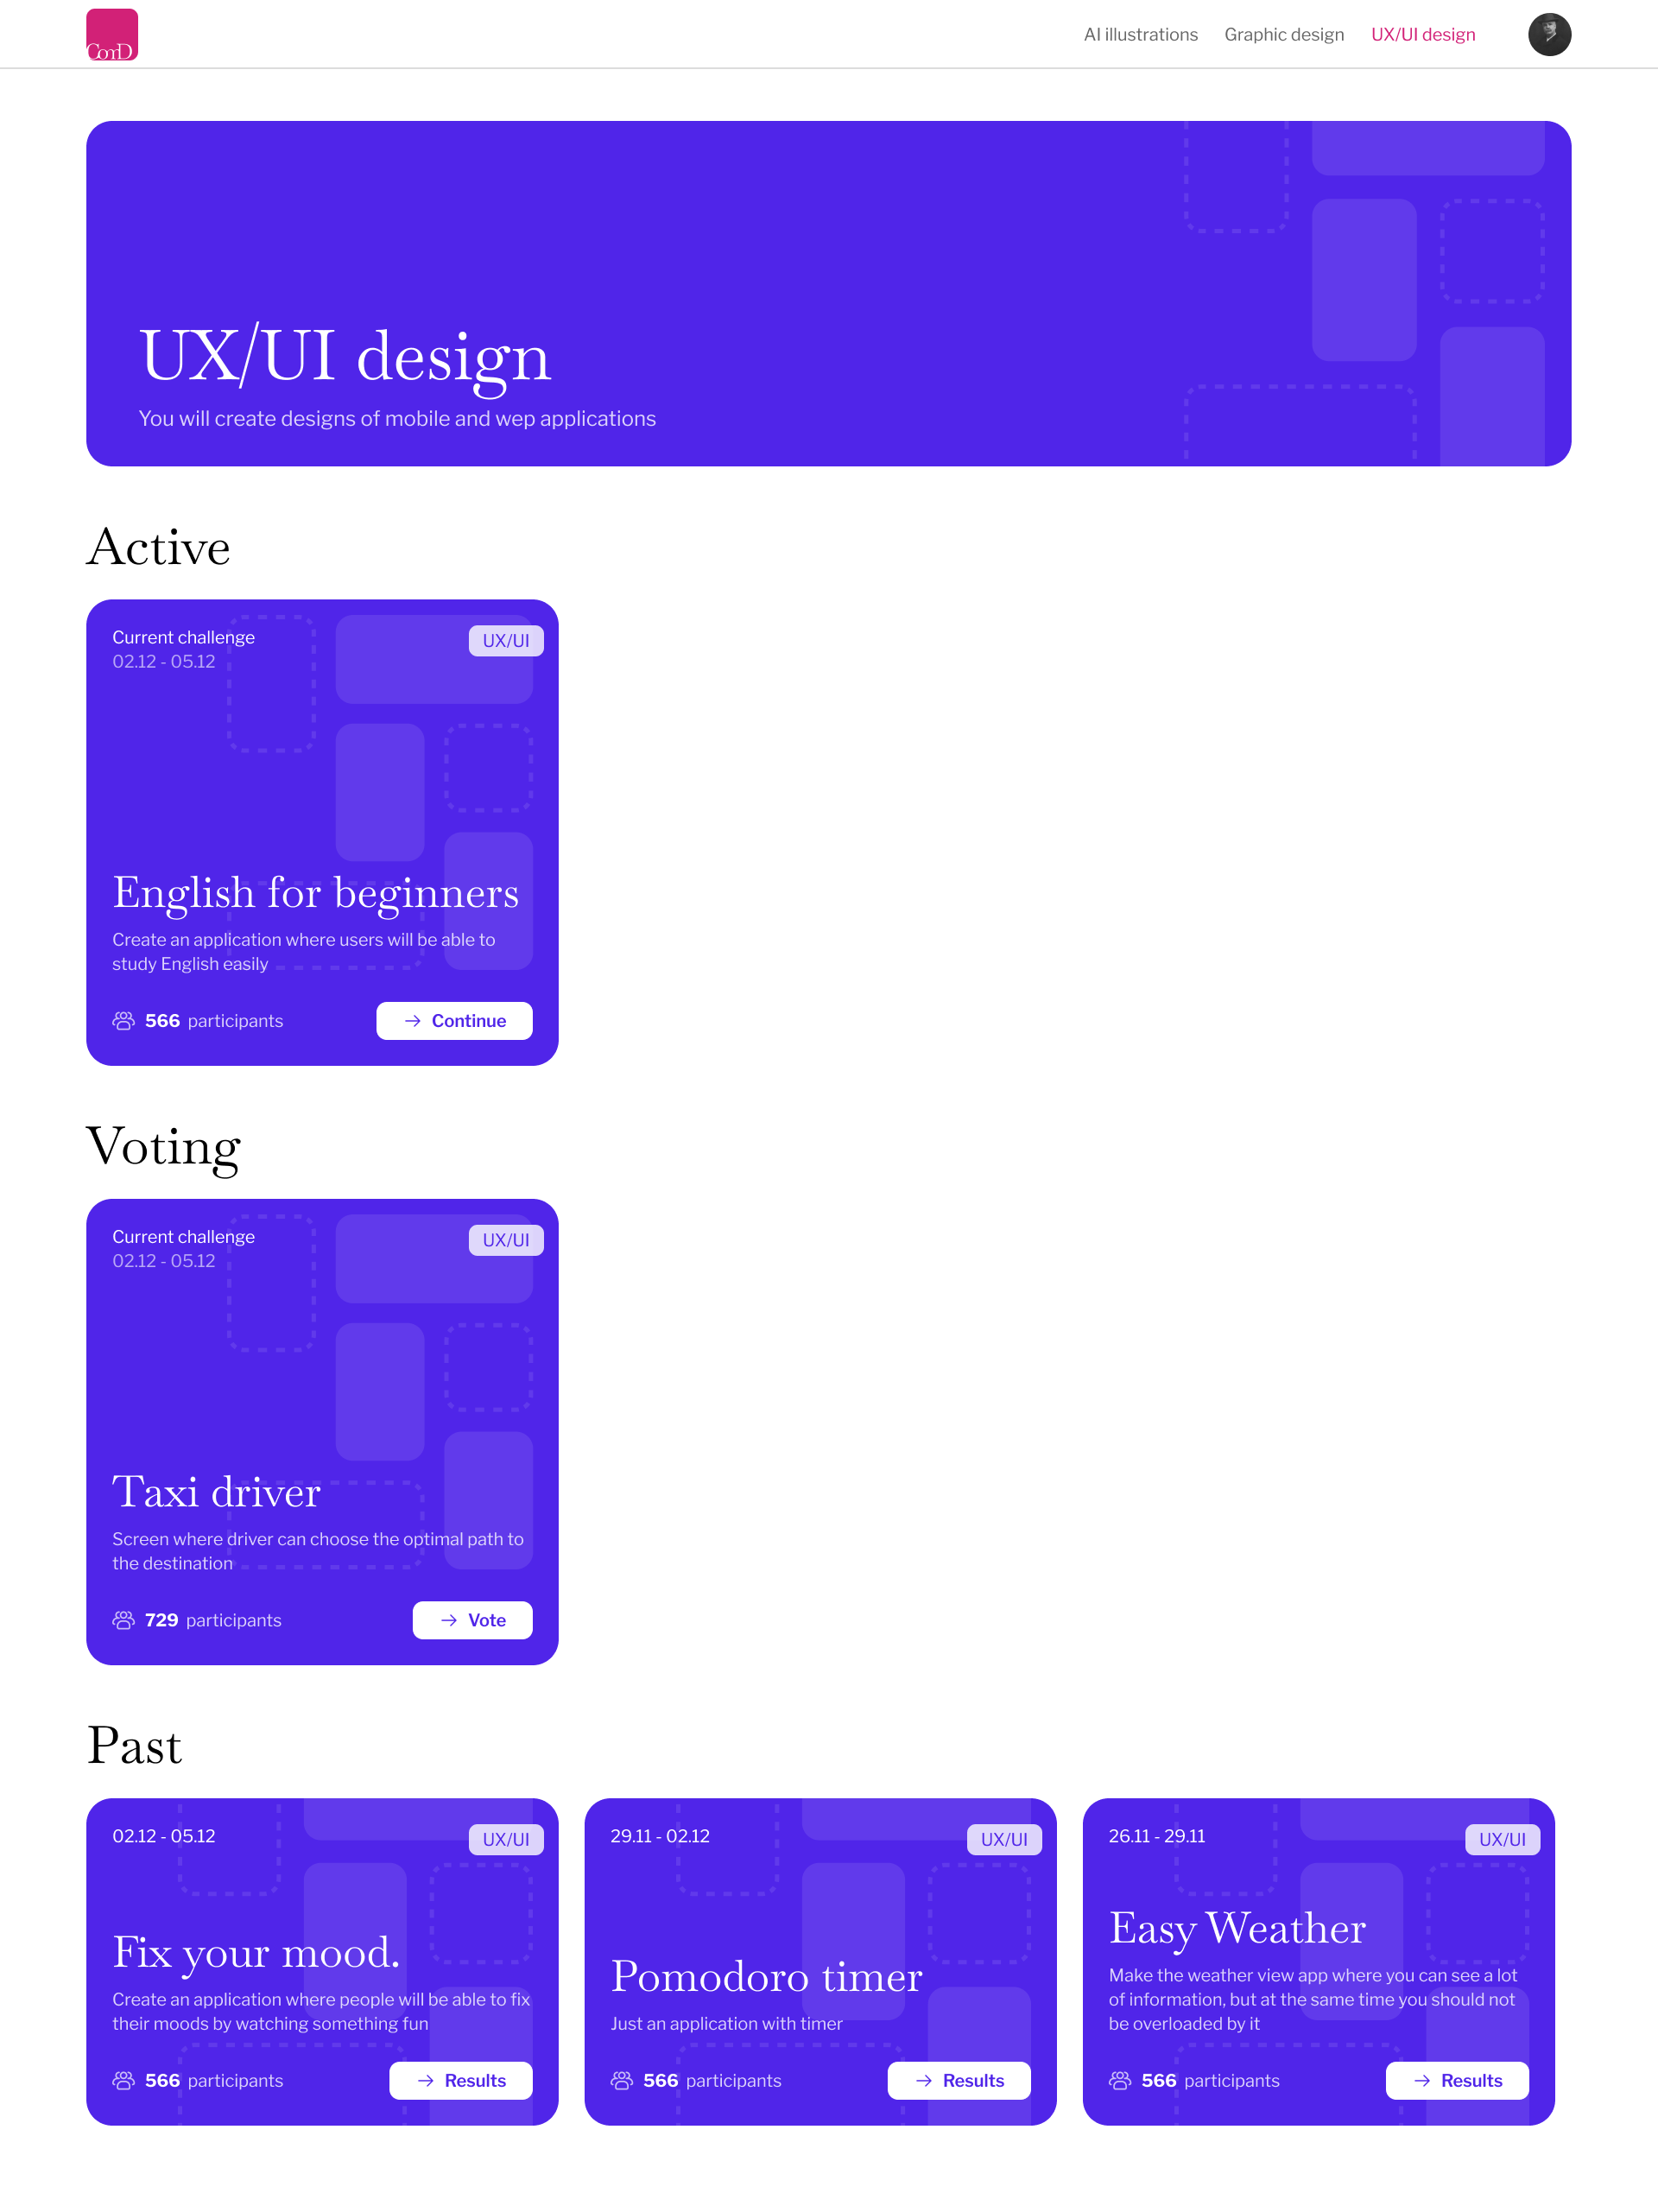 ConD
AI illustrations Graphic design UX/UI design
UX/UI design
You will create designs of mobile and wep applications
Active
Current challenge
02.12 - 05.12
UX/UI
English for beginners
Create an application where users will be able to
study English easily
566 participants
Continue
Voting
Current challenge
02.12 - 05.12
UX/UI
Taxi driver
Screen where driver can choose the optimal path to
the destination
729 participants
Vote
Past
02.12 - 05.12
UX/UI
Fix your mood.
Create an application where people will be able to fix
their moods by watching something fun
566 participants
Results
29.11 - 02.12
UX/UI
Pomodoro timer
Just an application with timer
566 participants
Results
26.11 - 29.11
UX/UI
Easy Weather
Make the weather view app where you can see a lot
of information, but at the same time you should not
be overloaded by it
566 participants
Results